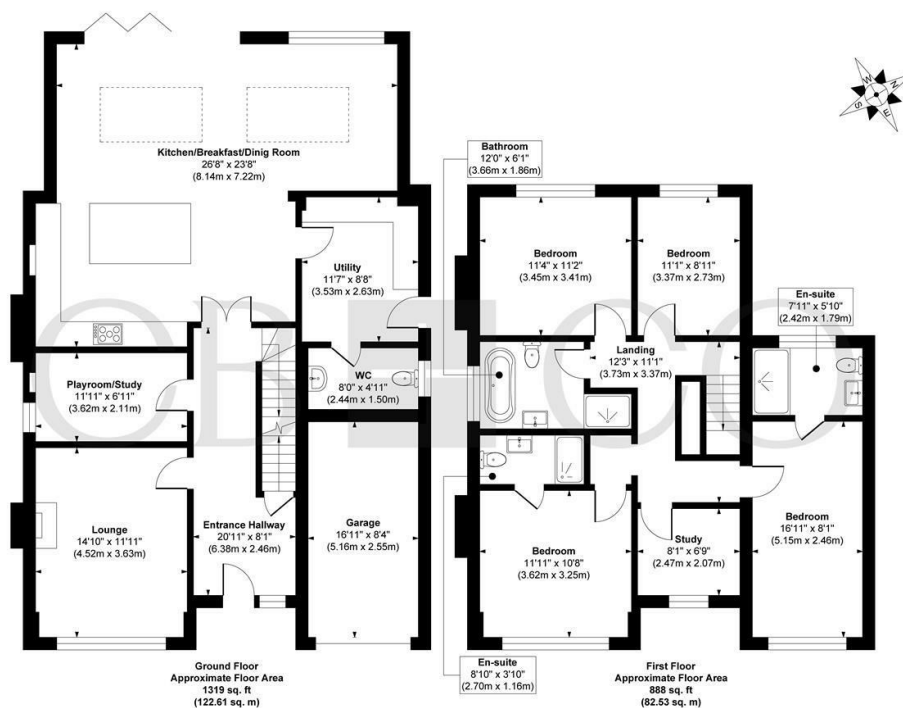 Kitchen/Breakfast/Dinig Room
26'8" x 23'8"
(8.14m x 7.22m)
Utility
11'7" x 8'8"
(3.53m x 2.63m)
WC
8'0" x 4'11"
(2.44m x 1.50m)
Playroom/Study
11'11" x 6'11"
(3.62m x 2.11m)
Lounge
14'10" x 11'11"
(4.52m x 3.63m)
Entrance Hallway
20'11" x 8'1"
(6.38m x 2.46m)
Garage
16'11" x 8'4"
(5.16m x 2.55m)
Ground Floor
Approximate Floor Area
1319 sq. ft
(122.61 sq. m)
Bathroom
12'0" x 6'1"
(3.66m x 1.86m)
Bedroom
11'4" x 11'2"
(3.45m x 3.41m)
Bedroom
11'1" x 8'11"
(3.37m x 2.73m)
En-suite
7'11" x 5'10"
(2.42m x 1.79m)
Landing
12'3" x 11'1"
(3.73m x 3.37m)
Bedroom
11'11" x 10'8"
(3.62m x 3.25m)
Study
8'1" x 6'9"
(2.47m x 2.07m)
Bedroom
16'11" x 8'1"
(5.15m x 2.46m)
En-suite
8'10" x 3'10"
(2.70m x 1.16m)
First Floor
Approximate Floor Area
888 sq. ft
(82.53 sq. m)
N
E
S
W
CB CO